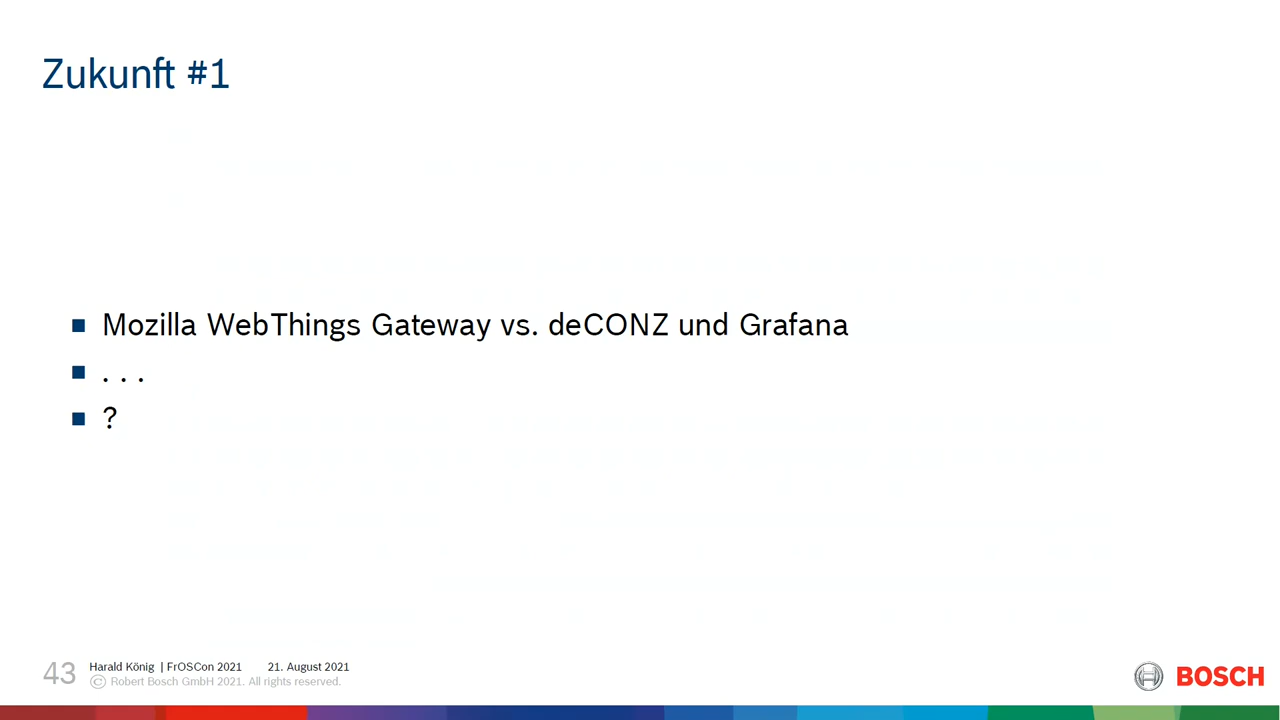 Zukunft #1
Mozilla WebThings Gateway vs. deCONZ und Grafana
. . .
?
43
Harald König | FrOSCon 2021 21. August 2021
© Robert Bosch GmbH 2021. All rights reserved.
BOSCH